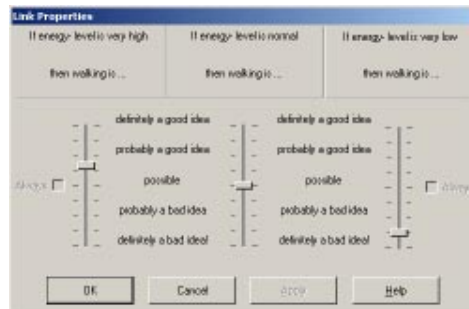 Link Properties
If energy-level is very high
If energy-level is normal
If energy-level is very low
then walking is ...
then walking is ...
then walking is ...
definitely a good idea
definitely a good idea
probably a good idea
probably a good idea
possible
possible
probably a bad idea
probably a bad idea
definitely a bad idea!
definitely a bad idea!
Always
Always
OK
Cancel
Apply
Help